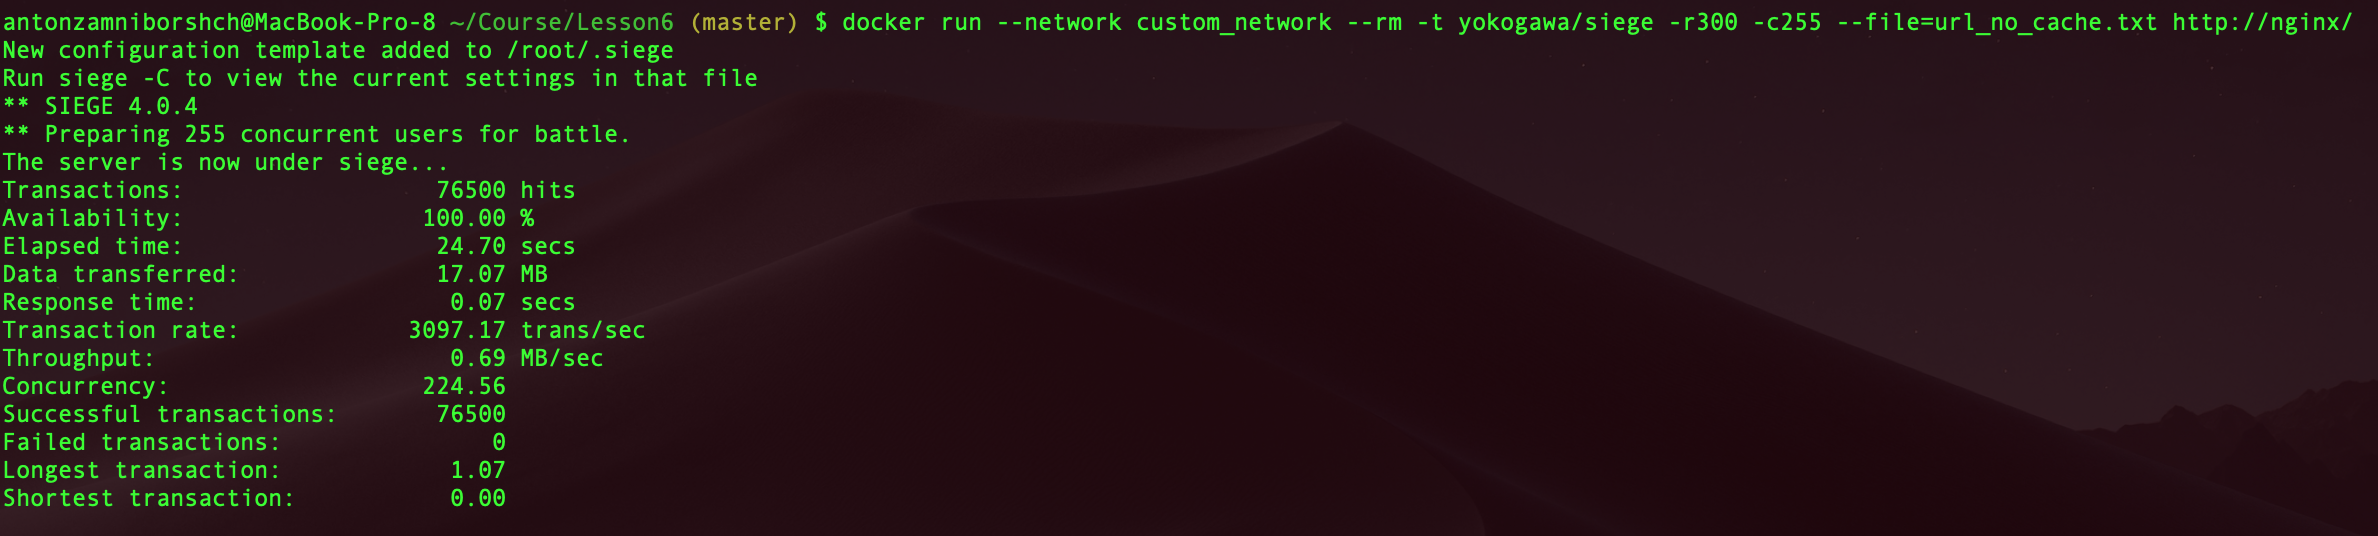 antonzamniborshch@MacBook-Pro-8 ~/Course/Lesson6 (master) $ docker run --network custom_network --rm -t yokogawa/siege -r300 -c255 --file=url_no_cache.txt http://nginx/
New configuration template added to /root/.siege
Run siege -C to view the current settings in that file
** SIEGE 4.0.4
** Preparing 255 concurrent users for battle.
The server is now under siege...
Transactions: 76500 hits
Availability: 100.00 %
Elapsed time: 24.70 secs
Data transferred: 17.07 MB
Response time: 0.07 secs
Transaction rate: 3097.17 trans/sec
Throughput: 0.69 MB/sec
Concurrency: 224.56
Successful transactions: 76500
Failed transactions: 0
Longest transaction: 1.07
Shortest transaction: 0.00